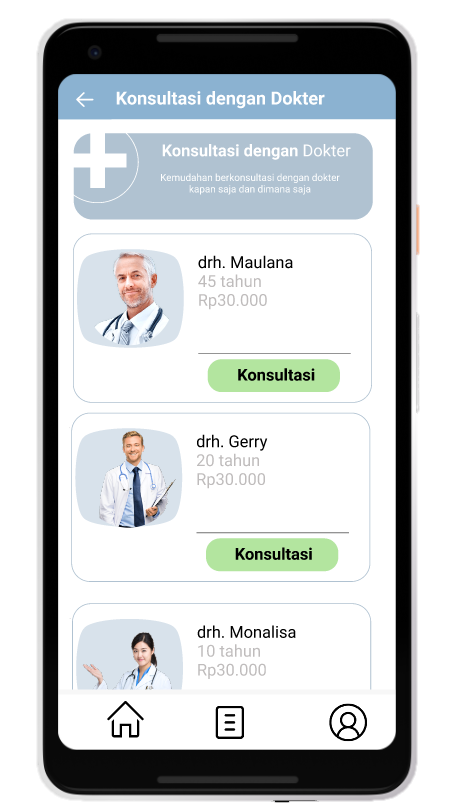 Konsultasi dengan Dokter
Konsultasi dengan Dokter
Kemudahan berkonsultasi dengan dokter
kapan saja dan dimana saja
drh. Maulana
45 tahun
Rp30.000
Konsultasi
drh. Gerry
20 tahun
Rp30.000
Konsultasi
drh. Monalisa
10 tahun
Rp30.000